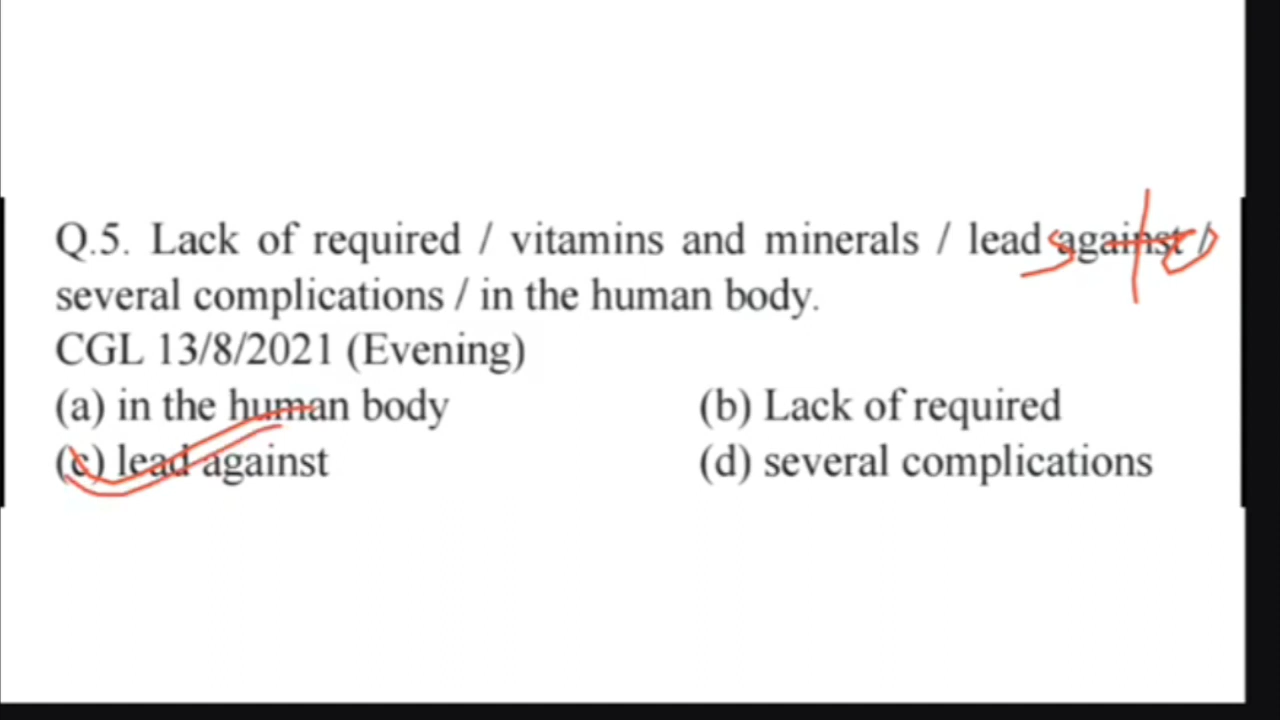 Q.5. Lack of required / vitamins and minerals / lead against /
s to
several complications / in the human body.
CGL 13/8/2021 (Evening)
(a) in the human body (b) Lack of required
(c) lead against (d) several complications